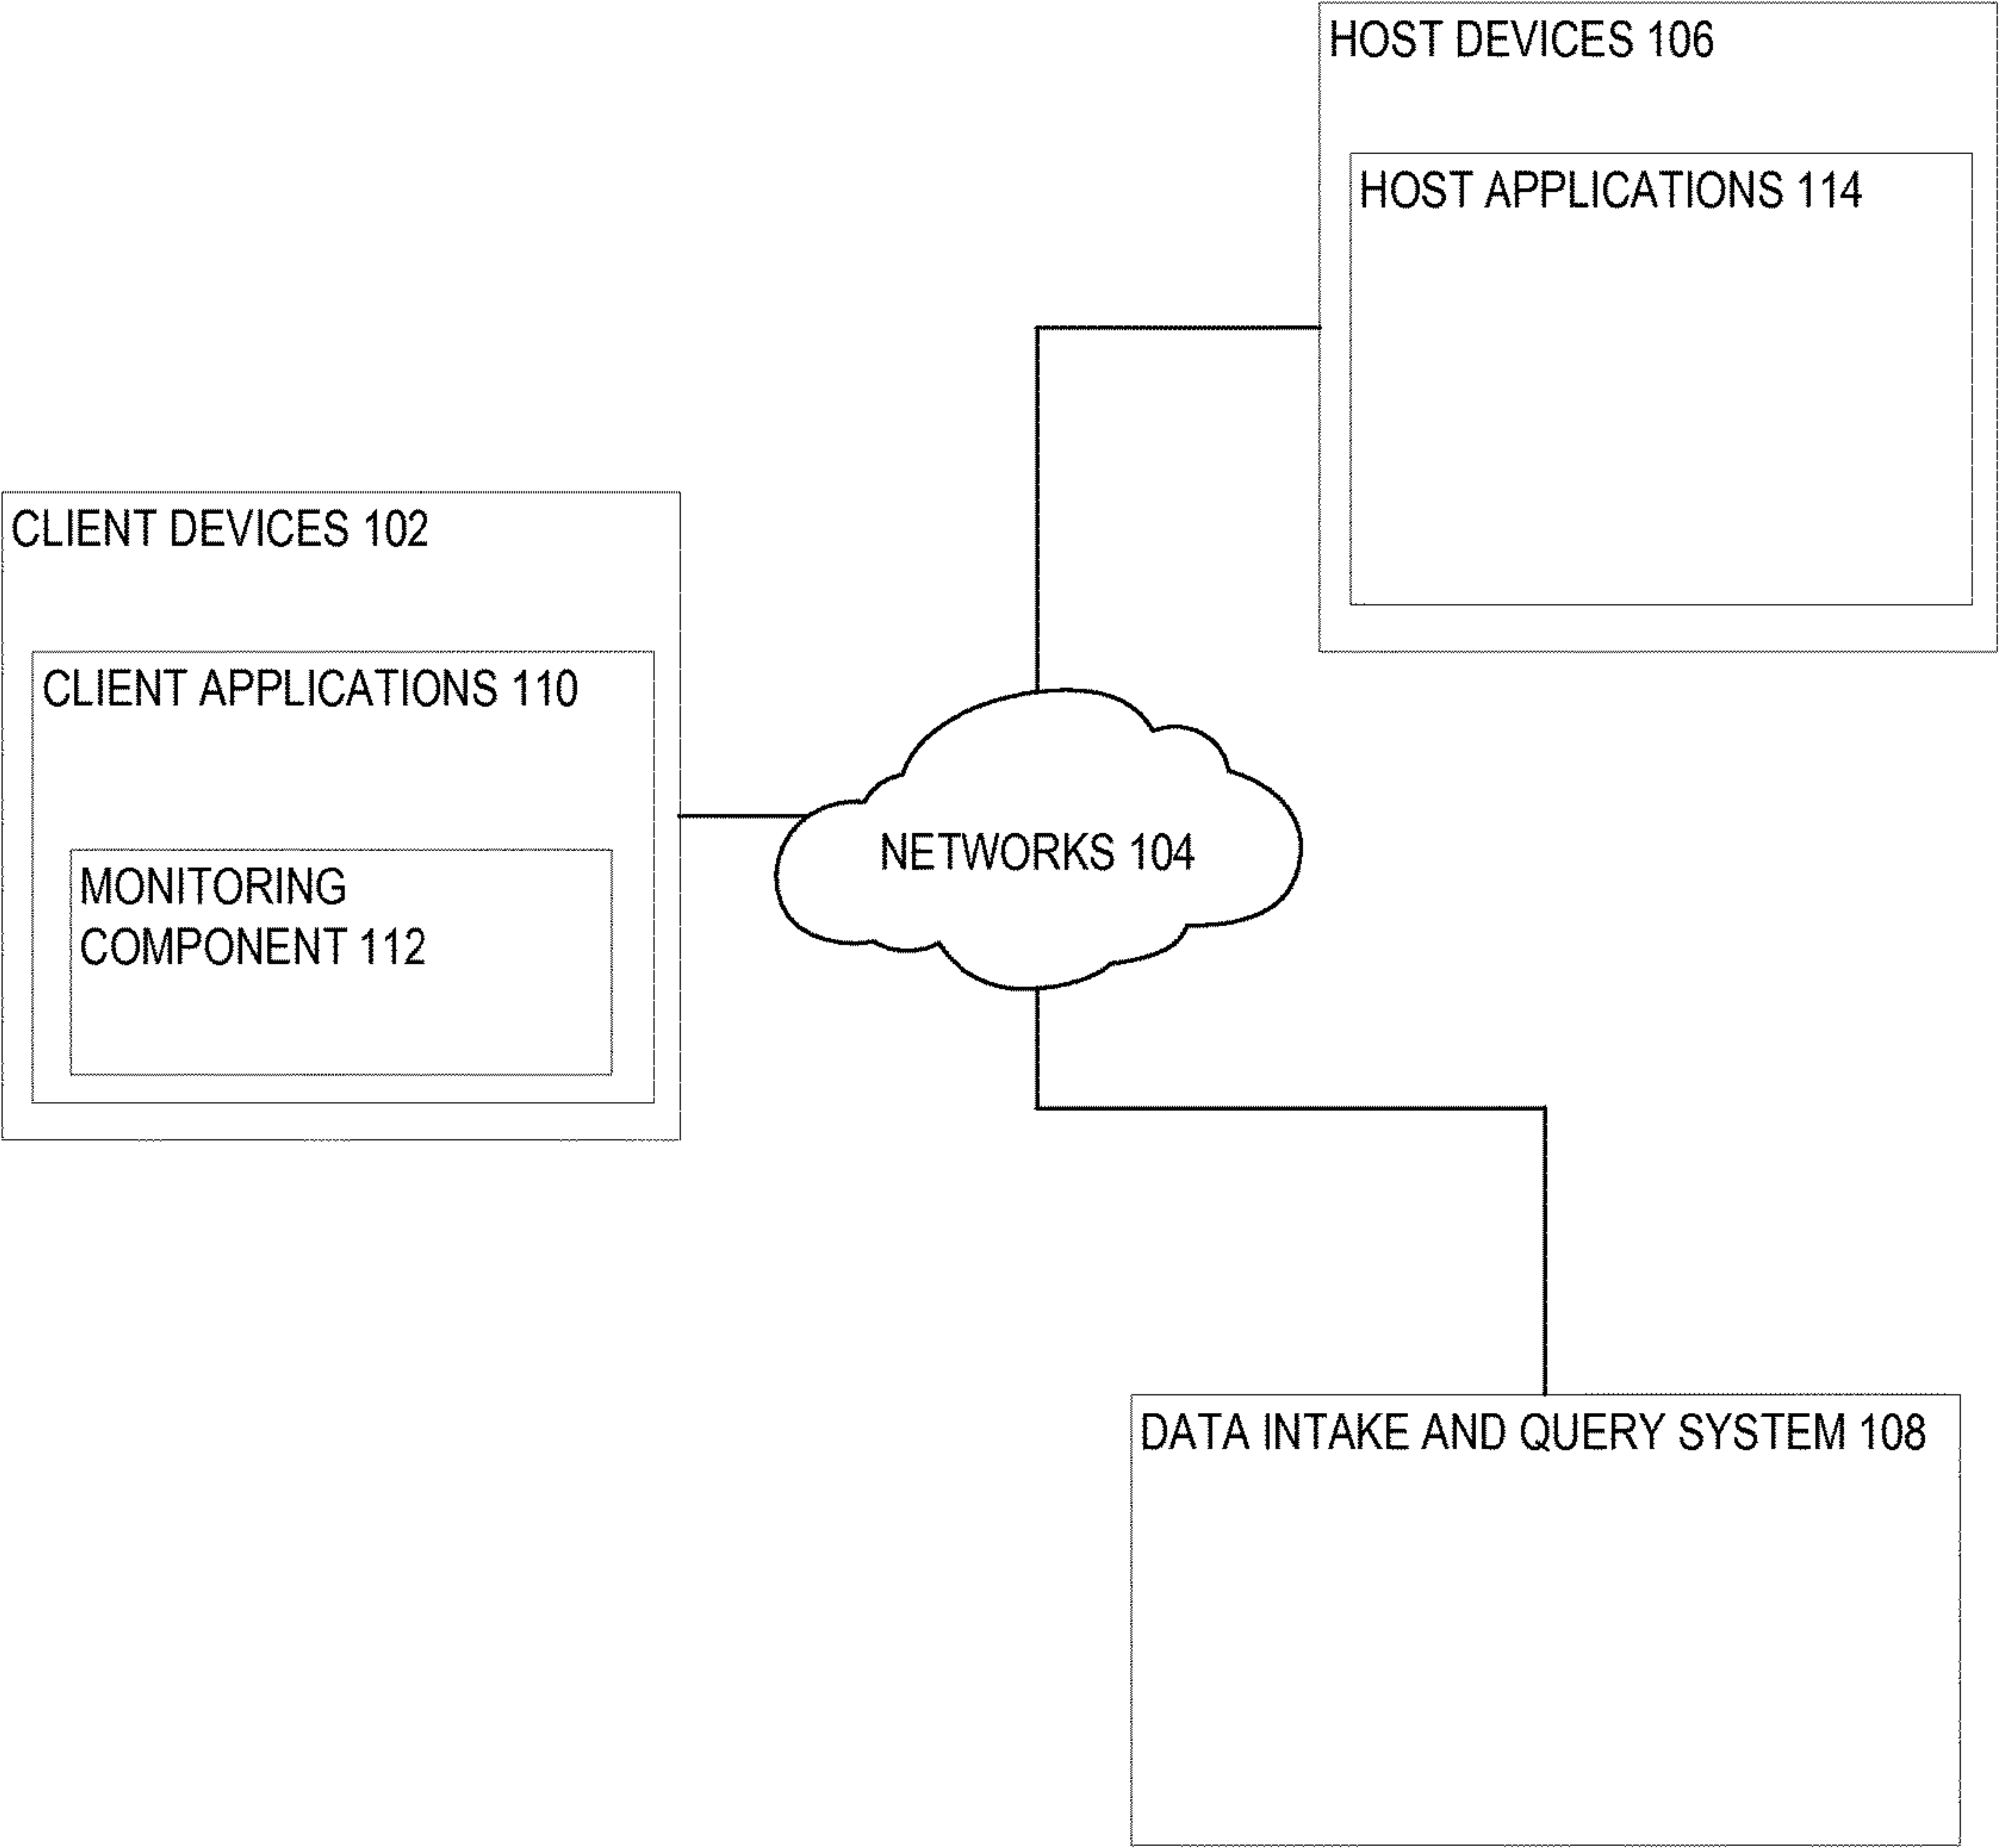 HOST DEVICES 106
HOST APPLICATIONS 114
CLIENT DEVICES 102
CLIENT APPLICATIONS 110
MONITORING
COMPONENT 112
NETWORKS 104
DATA INTAKE AND QUERY SYSTEM 108